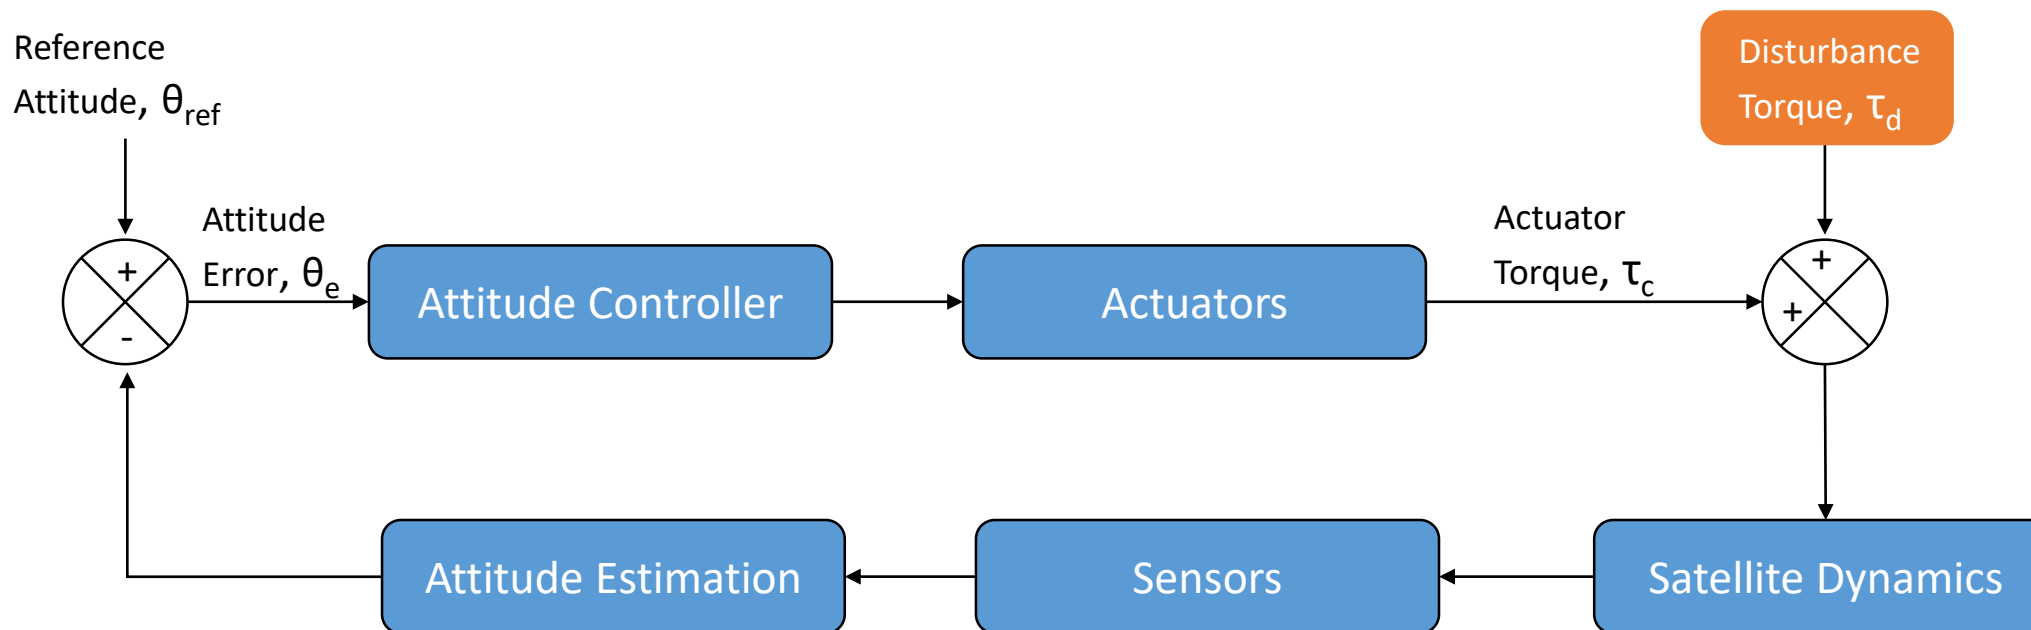 Reference
Attitude, θref
Disturbance
Torque, τd
Attitude
Error, θe
Actuator
Torque, τc
+
-
Attitude Controller
Actuators
+
+
Attitude Estimation
Sensors
Satellite Dynamics